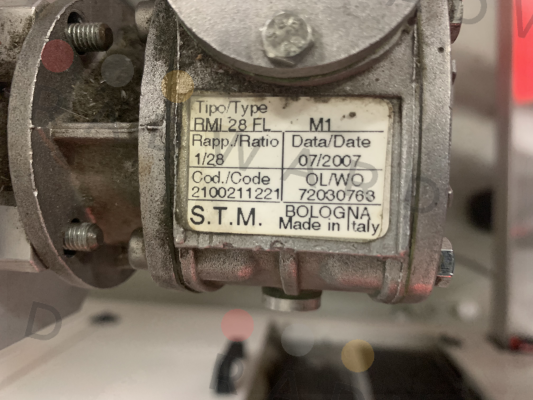 Tipo/Type
RMI 28 FL M1
Rapp./Ratio Data/Date
1/28 07/2007
Cod./Code OL/WO
2100211221 72030763
S.T.M. BOLOGNA
Made in Italy